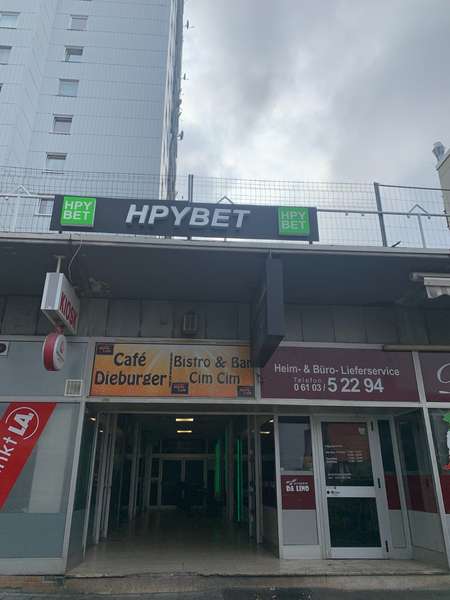 HPY
BET
HPYBET
HPY
BET
KIOSK
Café
Dieburger
Bistro & Bar
Cim Cim
Heim- & Büro- Lieferservice
Telefon
0 61 03/ 5 22 94
DA LINO